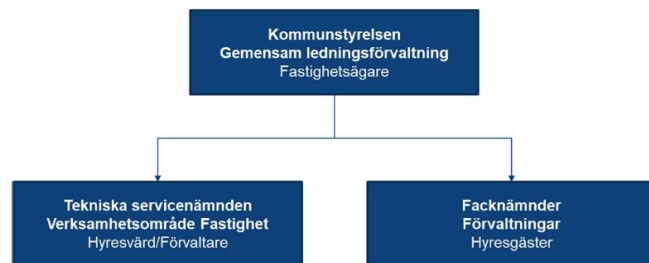 Kommunstyrelsen
Gemensam ledningsförvaltning
Fastighetsägare
Tekniska servicenämnden
Verksamhetsområde Fastighet
Hyresvärd/Förvaltare
Facknämnder
Förvaltningar
Hyresgäster